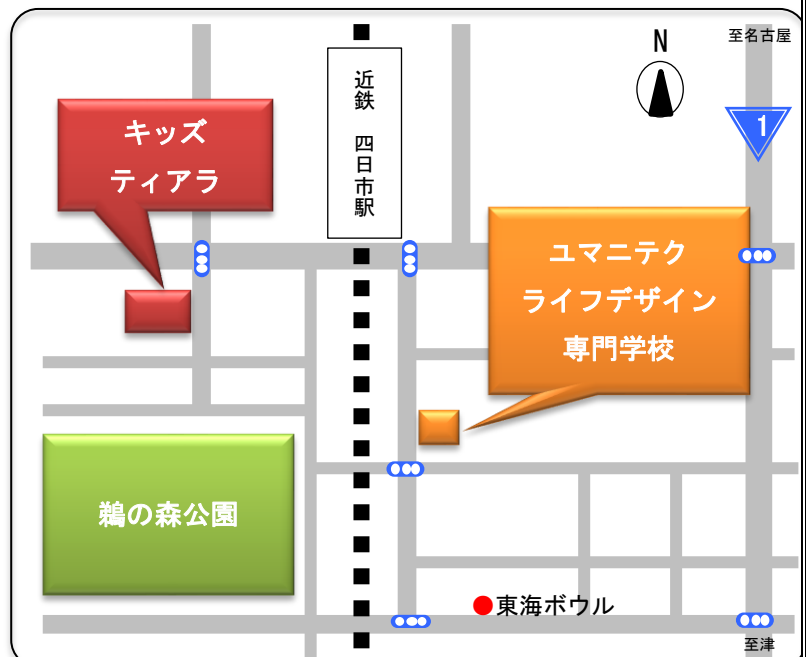 至名古屋
N
近鉄 四日市駅
1
キッズ
ティアラ
ユマニテク
ライフデザイン
専門学校
鵜の森公園
東海ボウル
至津